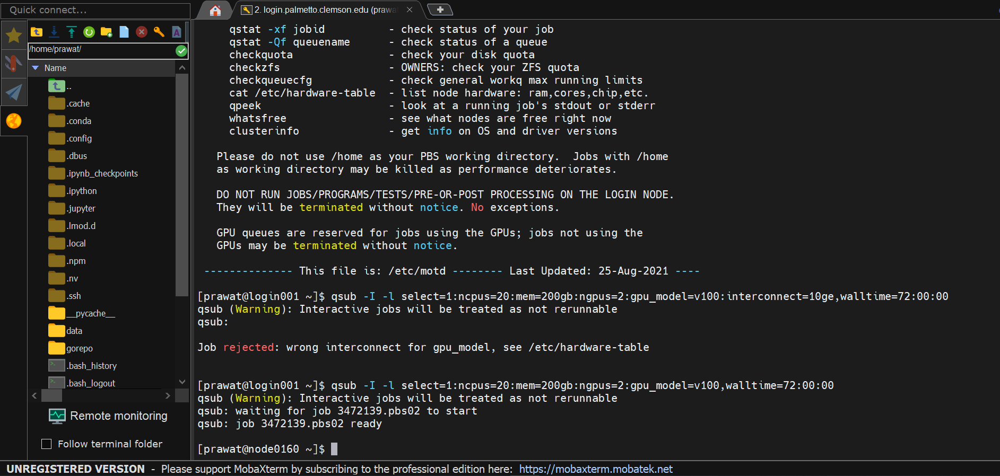 Quick connect...
2. login.palmetto.clemson.edu (prawa
/home/prawat/
Name
..
.cache
.conda
.config
.dbus
.ipynb_checkpoints
.ipython
.jupyter
.lmod.d
.local
.npm
.nv
.ssh
__pycache__
data
gorepo
.bash_history
.bash_logout
Remote monitoring
Follow terminal folder
qstat -xf jobid - check status of your job
qstat -Qf queuename - check status of a queue
checkquota - check your disk quota
checkzfs - OWNERS: check your ZFS quota
checkqueuecfg - check general workq max running limits
cat /etc/hardware-table - list node hardware: ram,cores,chip,etc.
qpeek - look at a running job's stdout or stderr
whatsfree - see what nodes are free right now
clusterinfo - get info on OS and driver versions
Please do not use /home as your PBS working directory. Jobs with /home
as working directory may be killed as performance deteriorates.
DO NOT RUN JOBS/PROGRAMS/TESTS/PRE-OR-POST PROCESSING ON THE LOGIN NODE.
They will be terminated without notice. No exceptions.
GPU queues are reserved for jobs using the GPUs; jobs not using the
GPUs may be terminated without notice.
-------------- This file is: /etc/motd -------- Last Updated: 25-Aug-2021 ----
[prawat@login001 ~]$ qsub -I -l select=1:ncpus=20:mem=200gb:ngpus=2:gpu_model=v100:interconnect=10ge,walltime=72:00:00
qsub (Warning): Interactive jobs will be treated as not rerunnable
qsub:
Job rejected: wrong interconnect for gpu_model, see /etc/hardware-table
[prawat@login001 ~]$ qsub -I -l select=1:ncpus=20:mem=200gb:ngpus=2:gpu_model=v100,walltime=72:00:00
qsub (Warning): Interactive jobs will be treated as not rerunnable
qsub: waiting for job 3472139.pbs02 to start
qsub: job 3472139.pbs02 ready
[prawat@node0160 ~]$
UNREGISTERED VERSION - Please support MobaXterm by subscribing to the professional edition here: https://mobaxterm.mobatek.net